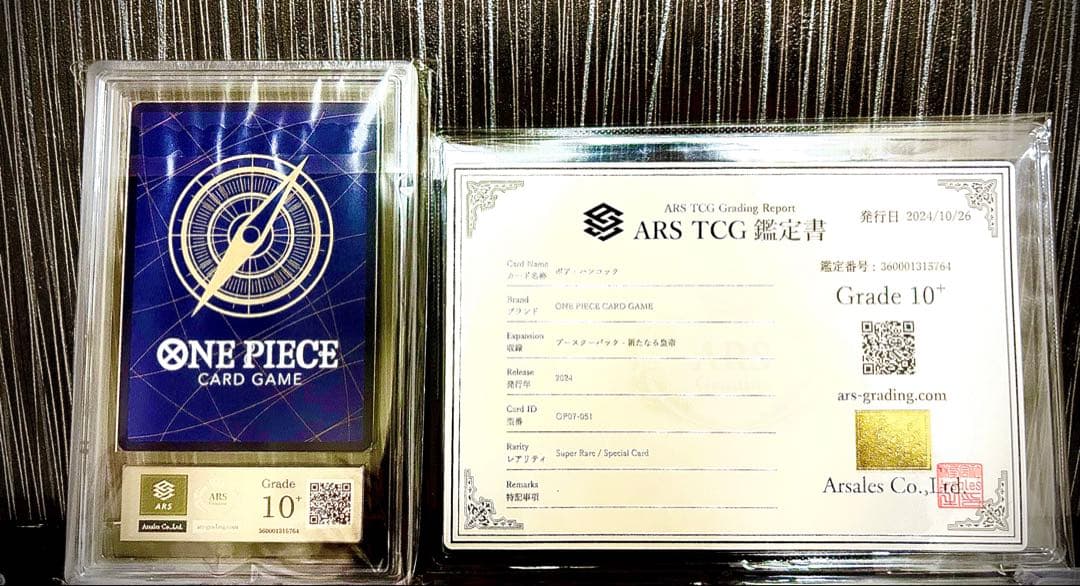 ONE PIECE
CARD GAME
ARS
Arsales Co.,Ltd.
ARS
ars-grading.com
Grade
10+
360001315764
ARS TCG Grading Report
ARS TCG 鑑定書
発行日 2024/10/26
Card Name
カード名称 ボア・ハンコック
Brand
ブランド ONE PIECE CARD GAME
Expansion
収録 ブースターパック - 新たなる皇帝
Release
発行年 2024
Card ID
型番 OP07-051
Rarity
レアリティ Super Rare / Special Card
Remarks
特記事項
鑑定番号：360001315764
Grade 10+
ars-grading.com
Arsales Co.,Ltd.